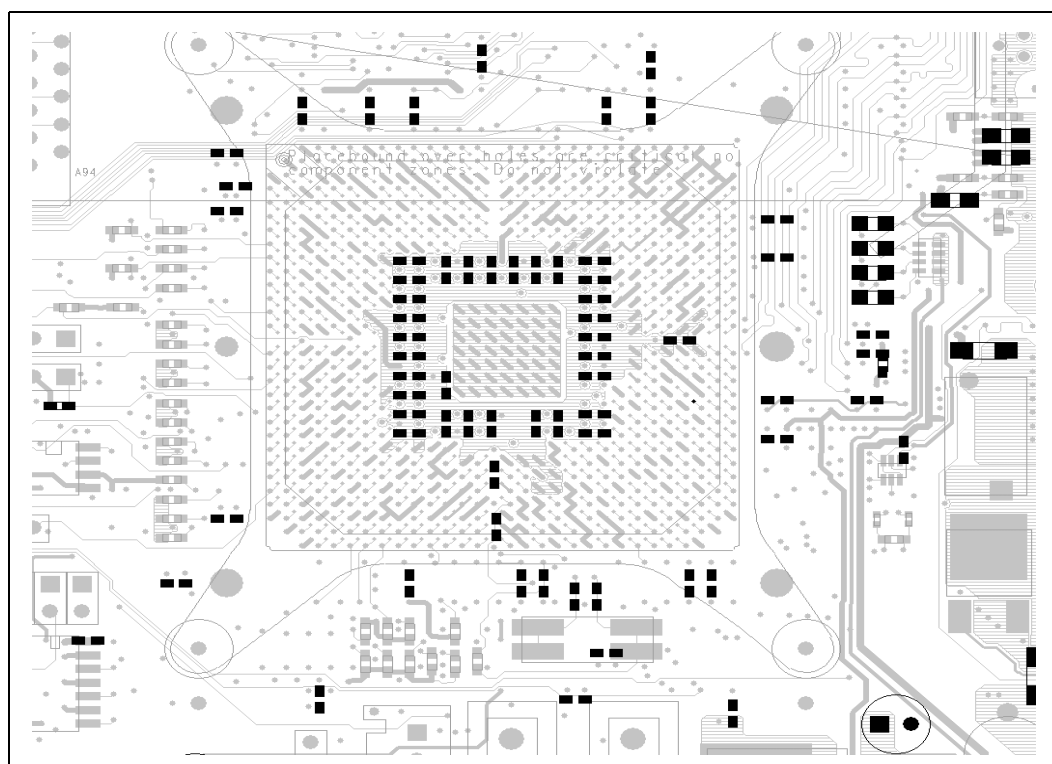 Placebound over holes are critical no
component zones. Do not violate
A94